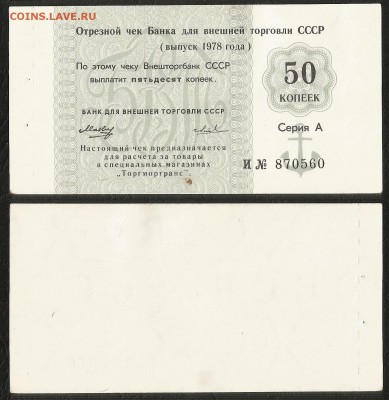 COINS.LAVE.RU
Отрезной чек Банка для внешней торговли СССР
( выпуск 1978 года )
По этому чеку Внешторгбанк СССР
выплатит пятьдесят копеек.
50
КОПЕЕК
БАНК ДЛЯ ВНЕШНЕЙ ТОРГОВЛИ СССР
Серия А
И № 870560
Настоящий чек предназначается
для расчета за товары
в специальных магазинах
"Торгмортранс".